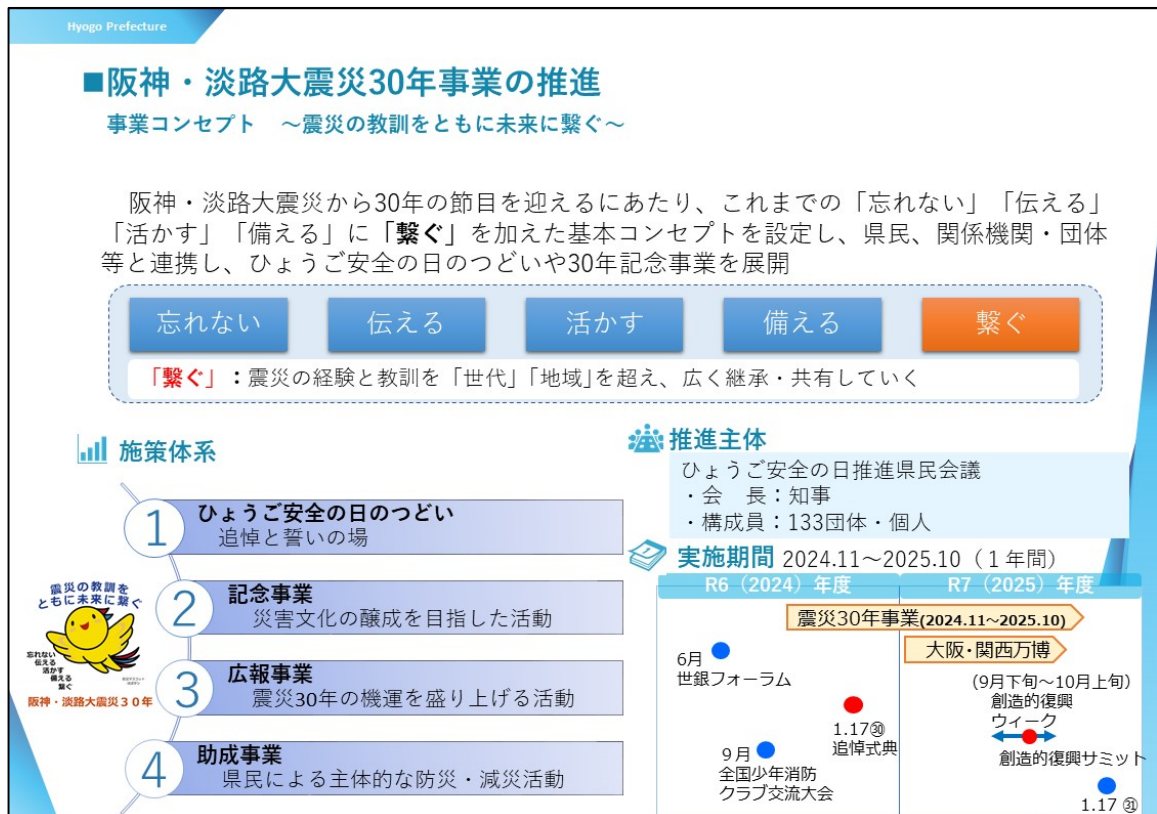 Hyogo Prefecture
■阪神・淡路大震災30年事業の推進
事業コンセプト　～震災の教訓をともに未来に繋ぐ～
阪神・淡路大震災から30年の節目を迎えるにあたり、これまでの「忘れない」「伝える」
「活かす」「備える」に「繋ぐ」を加えた基本コンセプトを設定し、県民、関係機関・団体
等と連携し、ひょうご安全の日のつどいや30年記念事業を展開
忘れない
伝える
活かす
備える
繋ぐ
「繋ぐ」：震災の経験と教訓を「世代」「地域」を超え、広く継承・共有していく
施策体系
1
ひょうご安全の日のつどい
追悼と誓いの場
2
記念事業
災害文化の醸成を目指した活動
3
広報事業
震災30年の機運を盛り上げる活動
4
助成事業
県民による主体的な防災・減災活動
震災の教訓を
ともに未来に繋ぐ
忘れない
伝える
活かす
備える
繋ぐ
阪神・淡路大震災３０年
推進主体
ひょうご安全の日推進県民会議
・会　長：知事
・構成員：133団体・個人
実施期間 2024.11～2025.10（１年間）
R6（2024）年度
R7（2025）年度
震災30年事業(2024.11～2025.10)
大阪・関西万博
6月
世銀フォーラム
1.17㉚
追悼式典
9月
全国少年消防
クラブ交流大会
(9月下旬～10月上旬)
創造的復興
ウィーク
創造的復興サミット
1.17 ㉛